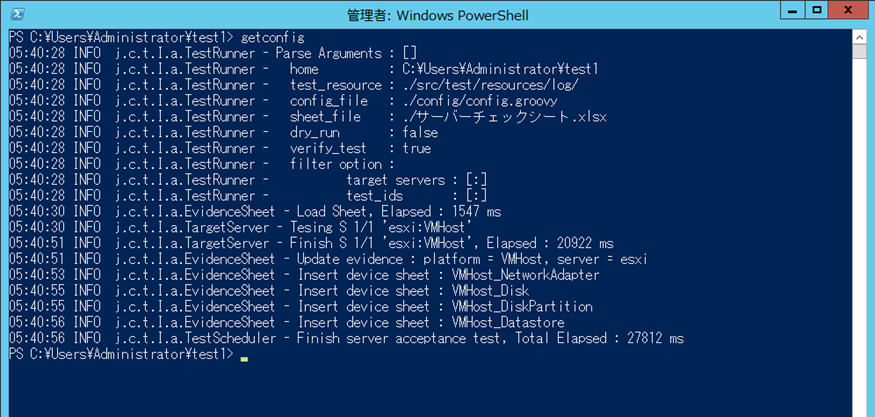 管理者: Windows PowerShell
PS C:¥Users¥Administrator¥test1> getconfig
05:40:28 INFO  j.c.t.I.a.TestRunner - Parse Arguments : []
05:40:28 INFO  j.c.t.I.a.TestRunner -   home          : C:¥Users¥Administrator¥test1
05:40:28 INFO  j.c.t.I.a.TestRunner -   test_resource : ./src/test/resources/log/
05:40:28 INFO  j.c.t.I.a.TestRunner -   config_file   : ./config/config.groovy
05:40:28 INFO  j.c.t.I.a.TestRunner -   sheet_file    : ./サーバーチェックシート.xlsx
05:40:28 INFO  j.c.t.I.a.TestRunner -   dry_run       : false
05:40:28 INFO  j.c.t.I.a.TestRunner -   verify_test   : true
05:40:28 INFO  j.c.t.I.a.TestRunner -   filter option :
05:40:28 INFO  j.c.t.I.a.TestRunner -          target servers : [:]
05:40:28 INFO  j.c.t.I.a.TestRunner -          test_ids       : [:]
05:40:30 INFO  j.c.t.I.a.EvidenceSheet - Load Sheet, Elapsed : 1547 ms
05:40:30 INFO  j.c.t.I.a.TargetServer - Tesing S 1/1 'esxi:VMHost'
05:40:51 INFO  j.c.t.I.a.TargetServer - Finish S 1/1 'esxi:VMHost', Elapsed : 20922 ms
05:40:51 INFO  j.c.t.I.a.EvidenceSheet - Update evidence : platform = VMHost, server = esxi
05:40:53 INFO  j.c.t.I.a.EvidenceSheet - Insert device sheet : VMHost_NetworkAdapter
05:40:55 INFO  j.c.t.I.a.EvidenceSheet - Insert device sheet : VMHost_Disk
05:40:55 INFO  j.c.t.I.a.EvidenceSheet - Insert device sheet : VMHost_DiskPartition
05:40:56 INFO  j.c.t.I.a.EvidenceSheet - Insert device sheet : VMHost_Datastore
05:40:56 INFO  j.c.t.I.a.TestScheduler - Finish server acceptance test, Total Elapsed : 27812 ms
PS C:¥Users¥Administrator¥test1>